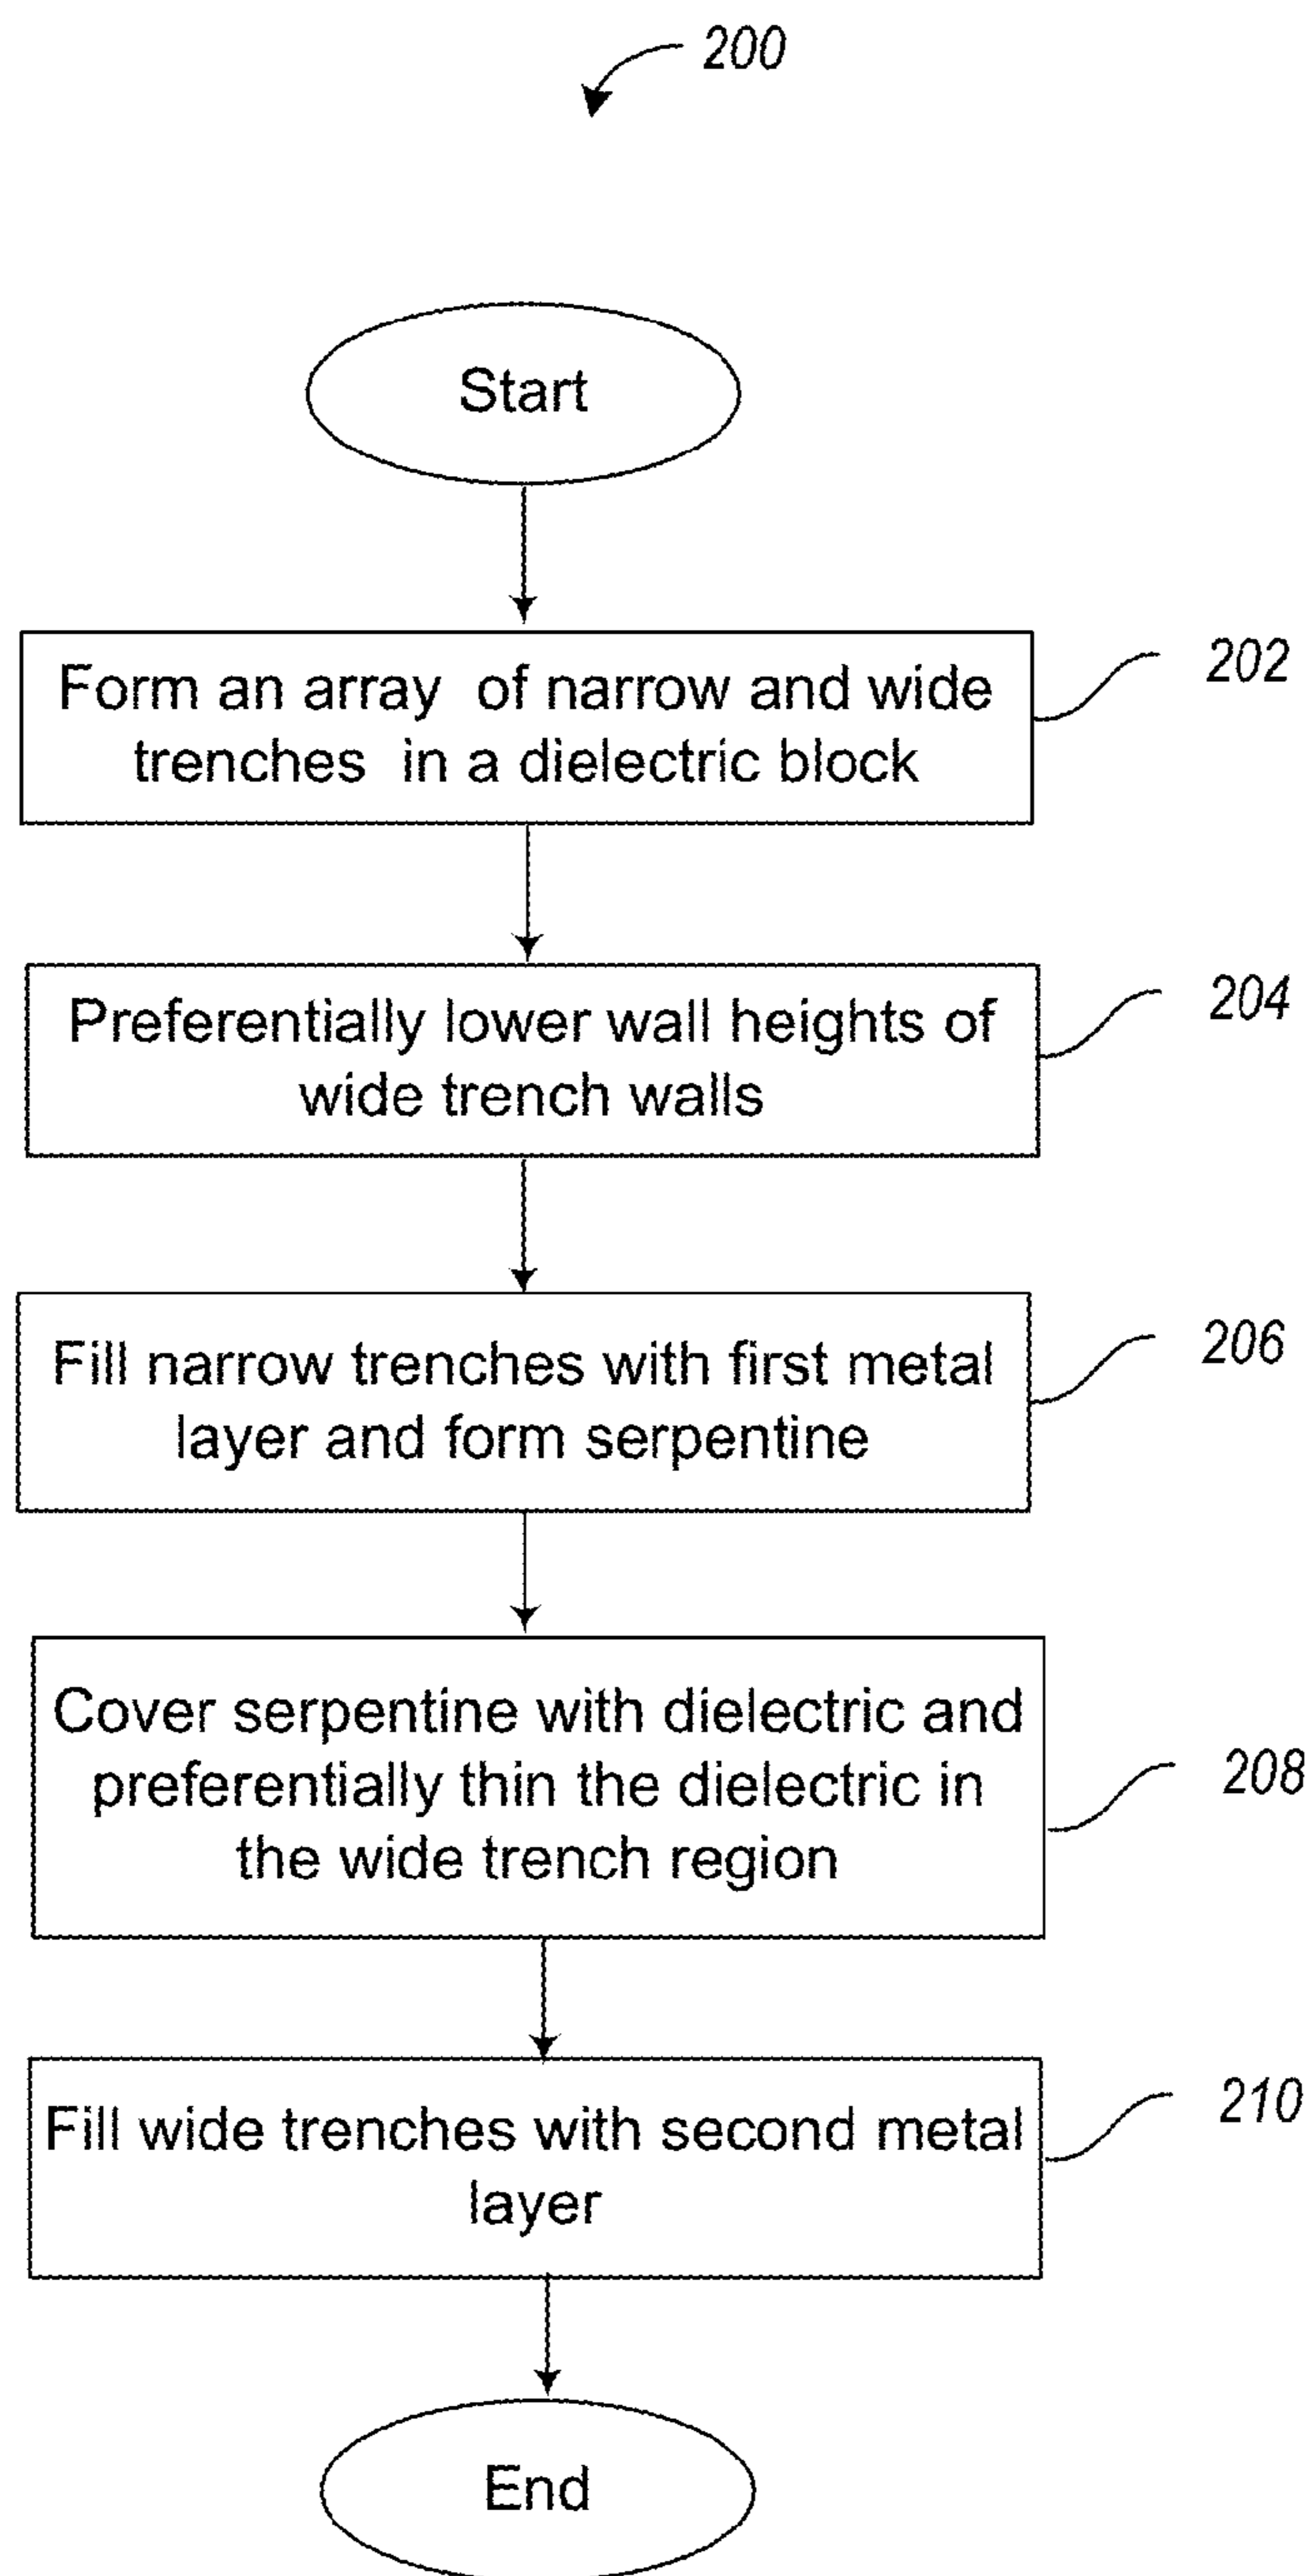 200
Start
Form an array of narrow and wide
trenches in a dielectric block
202
Preferentially lower wall heights of
wide trench walls
204
Fill narrow trenches with first metal
layer and form serpentine
206
Cover serpentine with dielectric and
preferentially thin the dielectric in
the wide trench region
208
Fill wide trenches with second metal
layer
210
End